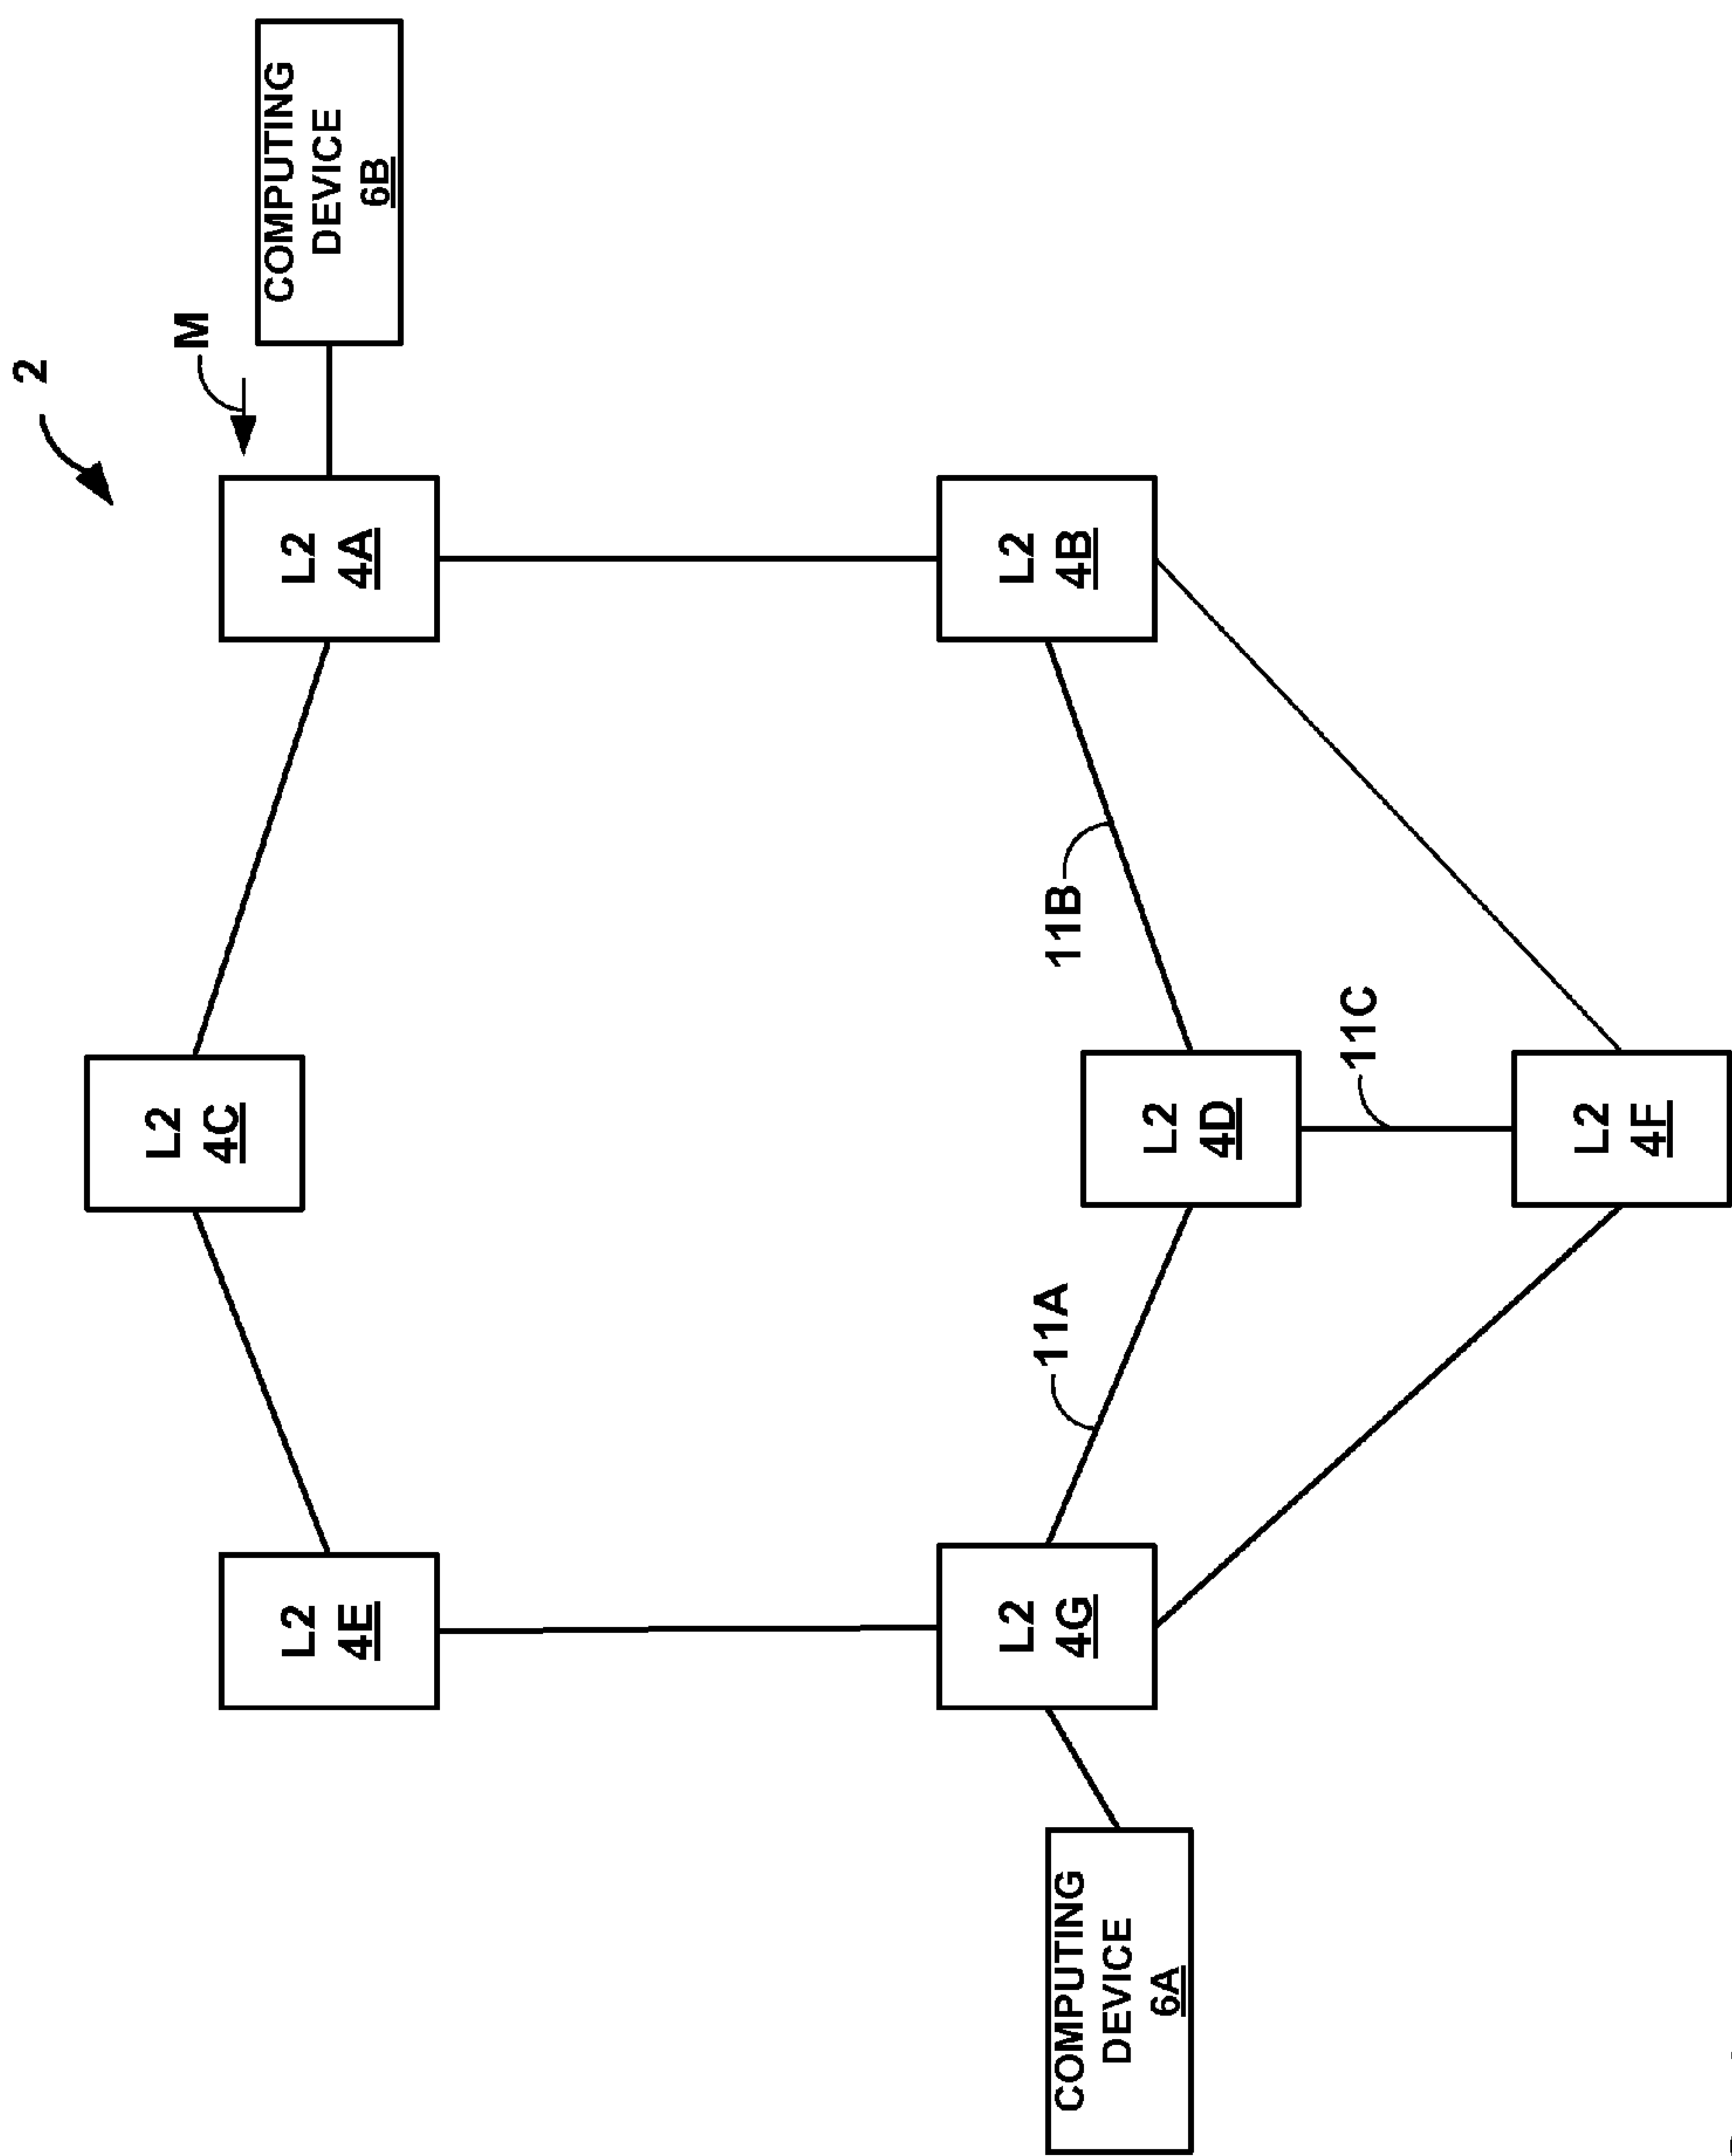 2
L2
4C
M
COMPUTING
DEVICE
6B
L2
4E
L2
4A
L2
4G
L2
4B
11A
11B
COMPUTING
DEVICE
6A
L2
4D
11C
L2
4F